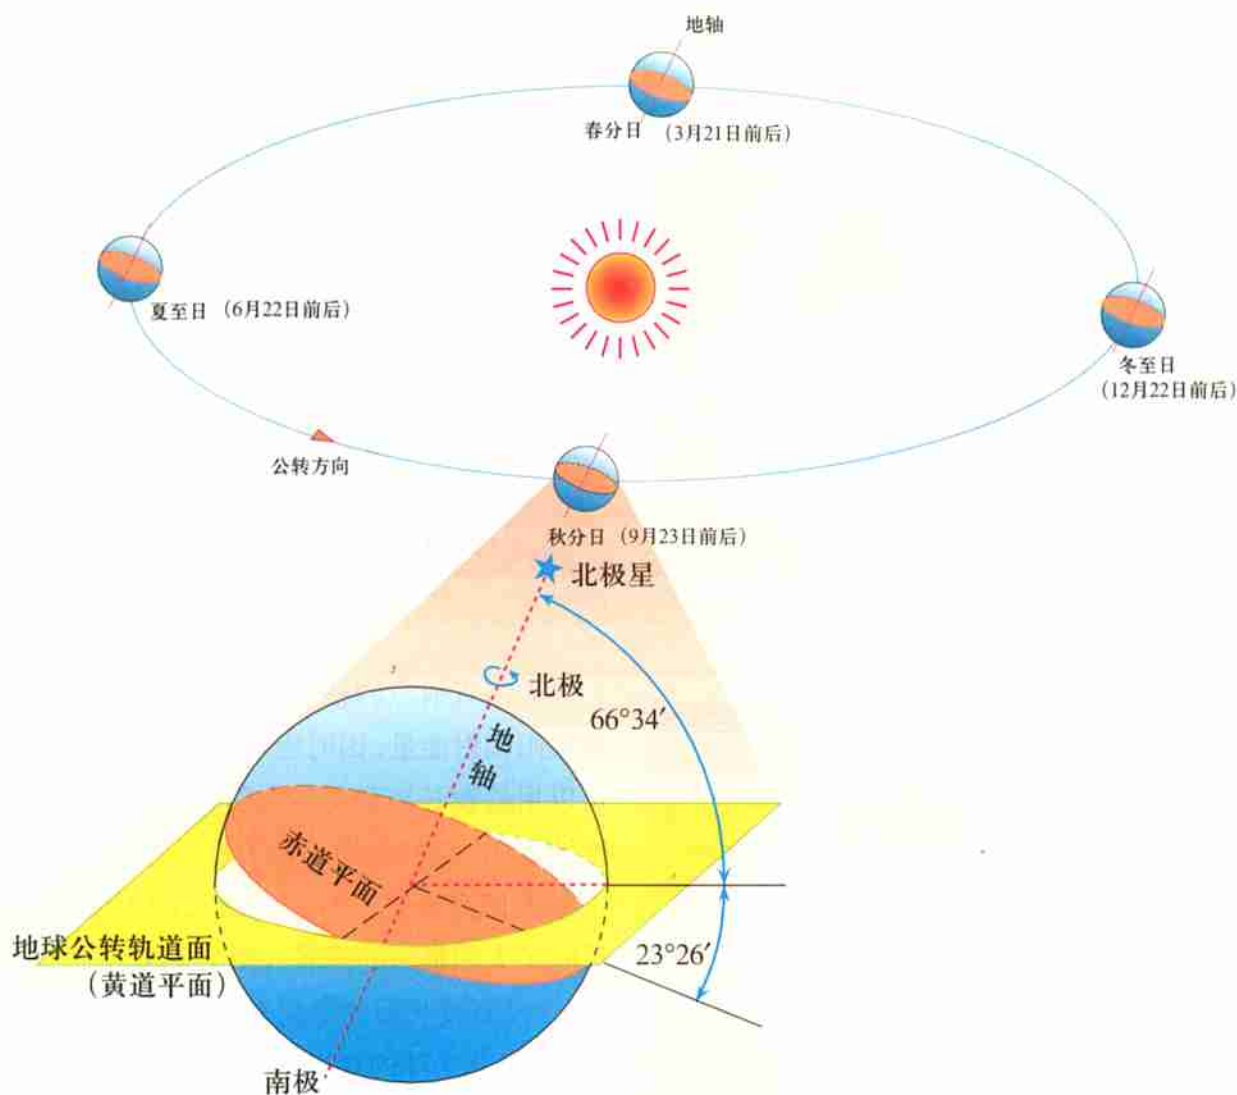 地轴
春分日 (3月21日前后)
夏至日 (6月22日前后)
冬至日
(12月22日前后)
公转方向
秋分日 (9月23日前后)
北极星
北极
66°34′
地轴
赤道平面
地球公转轨道面
(黄道平面)
23°26′
南极